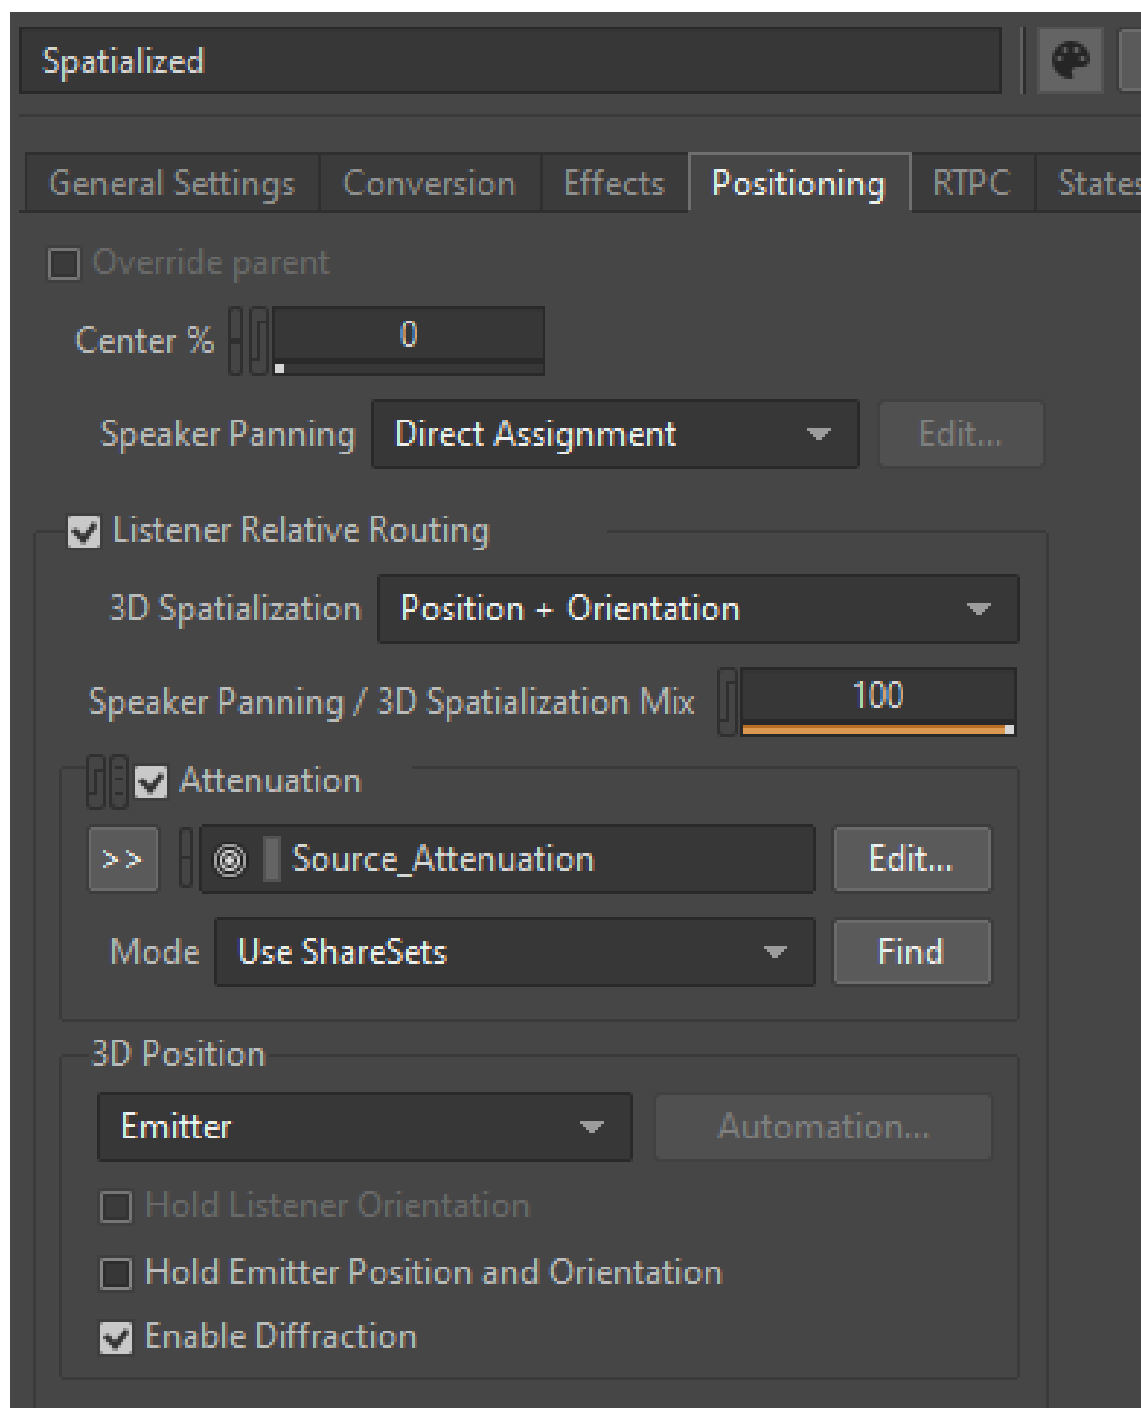 Spatialized
General Settings Conversion Effects Positioning RTPC States
Override parent
Center % 0
Speaker Panning Direct Assignment Edit...
Listener Relative Routing
3D Spatialization Position + Orientation
Speaker Panning / 3D Spatialization Mix 100
Attenuation
>> Source_Attenuation Edit...
Mode Use ShareSets Find
3D Position
Emitter Automation...
Hold Listener Orientation
Hold Emitter Position and Orientation
Enable Diffraction